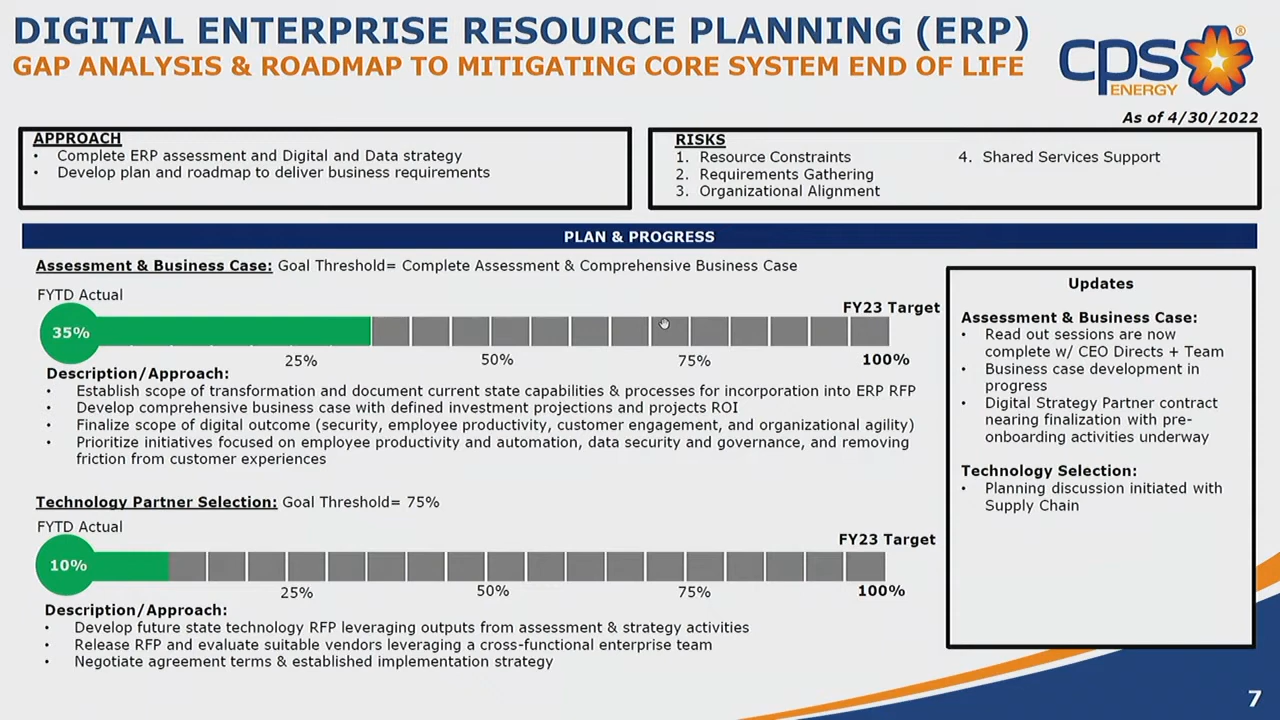 DIGITAL ENTERPRISE RESOURCE PLANNING (ERP)
GAP ANALYSIS & ROADMAP TO MITIGATING CORE SYSTEM END OF LIFE
cps®
ENERGY
As of 4/30/2022
APPROACH
• Complete ERP assessment and Digital and Data strategy
• Develop plan and roadmap to deliver business requirements
RISKS
1. Resource Constraints
2. Requirements Gathering
3. Organizational Alignment
4. Shared Services Support
PLAN & PROGRESS
Assessment & Business Case: Goal Threshold= Complete Assessment & Comprehensive Business Case
FYTD Actual
FY23 Target
35%
25% 50% 75% 100%
Description/Approach:
• Establish scope of transformation and document current state capabilities & processes for incorporation into ERP RFP
• Develop comprehensive business case with defined investment projections and projects ROI
• Finalize scope of digital outcome (security, employee productivity, customer engagement, and organizational agility)
• Prioritize initiatives focused on employee productivity and automation, data security and governance, and removing
friction from customer experiences
Technology Partner Selection: Goal Threshold= 75%
FYTD Actual
FY23 Target
10%
25% 50% 75% 100%
Description/Approach:
• Develop future state technology RFP leveraging outputs from assessment & strategy activities
• Release RFP and evaluate suitable vendors leveraging a cross-functional enterprise team
• Negotiate agreement terms & established implementation strategy
Updates
Assessment & Business Case:
• Read out sessions are now
complete w/ CEO Directs + Team
• Business case development in
progress
• Digital Strategy Partner contract
nearing finalization with pre-
onboarding activities underway
Technology Selection:
• Planning discussion initiated with
Supply Chain
7